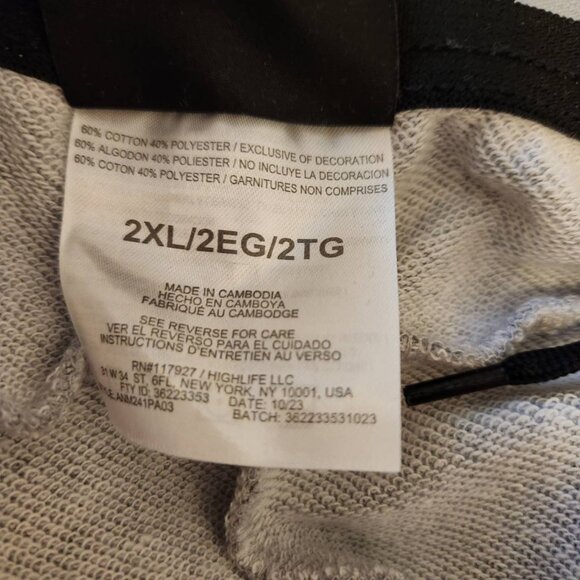 60% COTTON 40% POLYESTER / EXCLUSIVE OF DECORATION
60% ALGODON 40% POLIESTER / NO INCLUYE LA DECORACION
60% COTON 40% POLYESTER / GARNITURES NON COMPRISES
2XL/2EG/2TG
MADE IN CAMBODIA
HECHO EN CAMBOYA
FABRIQUÉ AU CAMBODGE
SEE REVERSE FOR CARE
VER EL REVERSO PARA EL CUIDADO
INSTRUCTIONS D'ENTRETIEN AU VERSO
RN#117927 / HIGHLIFE LLC
31 W 34 ST, 6FL, NEW YORK, NY 10001, USA
FTY ID: 36223353 DATE: 10/23
ANM241PA03 BATCH: 362233531023